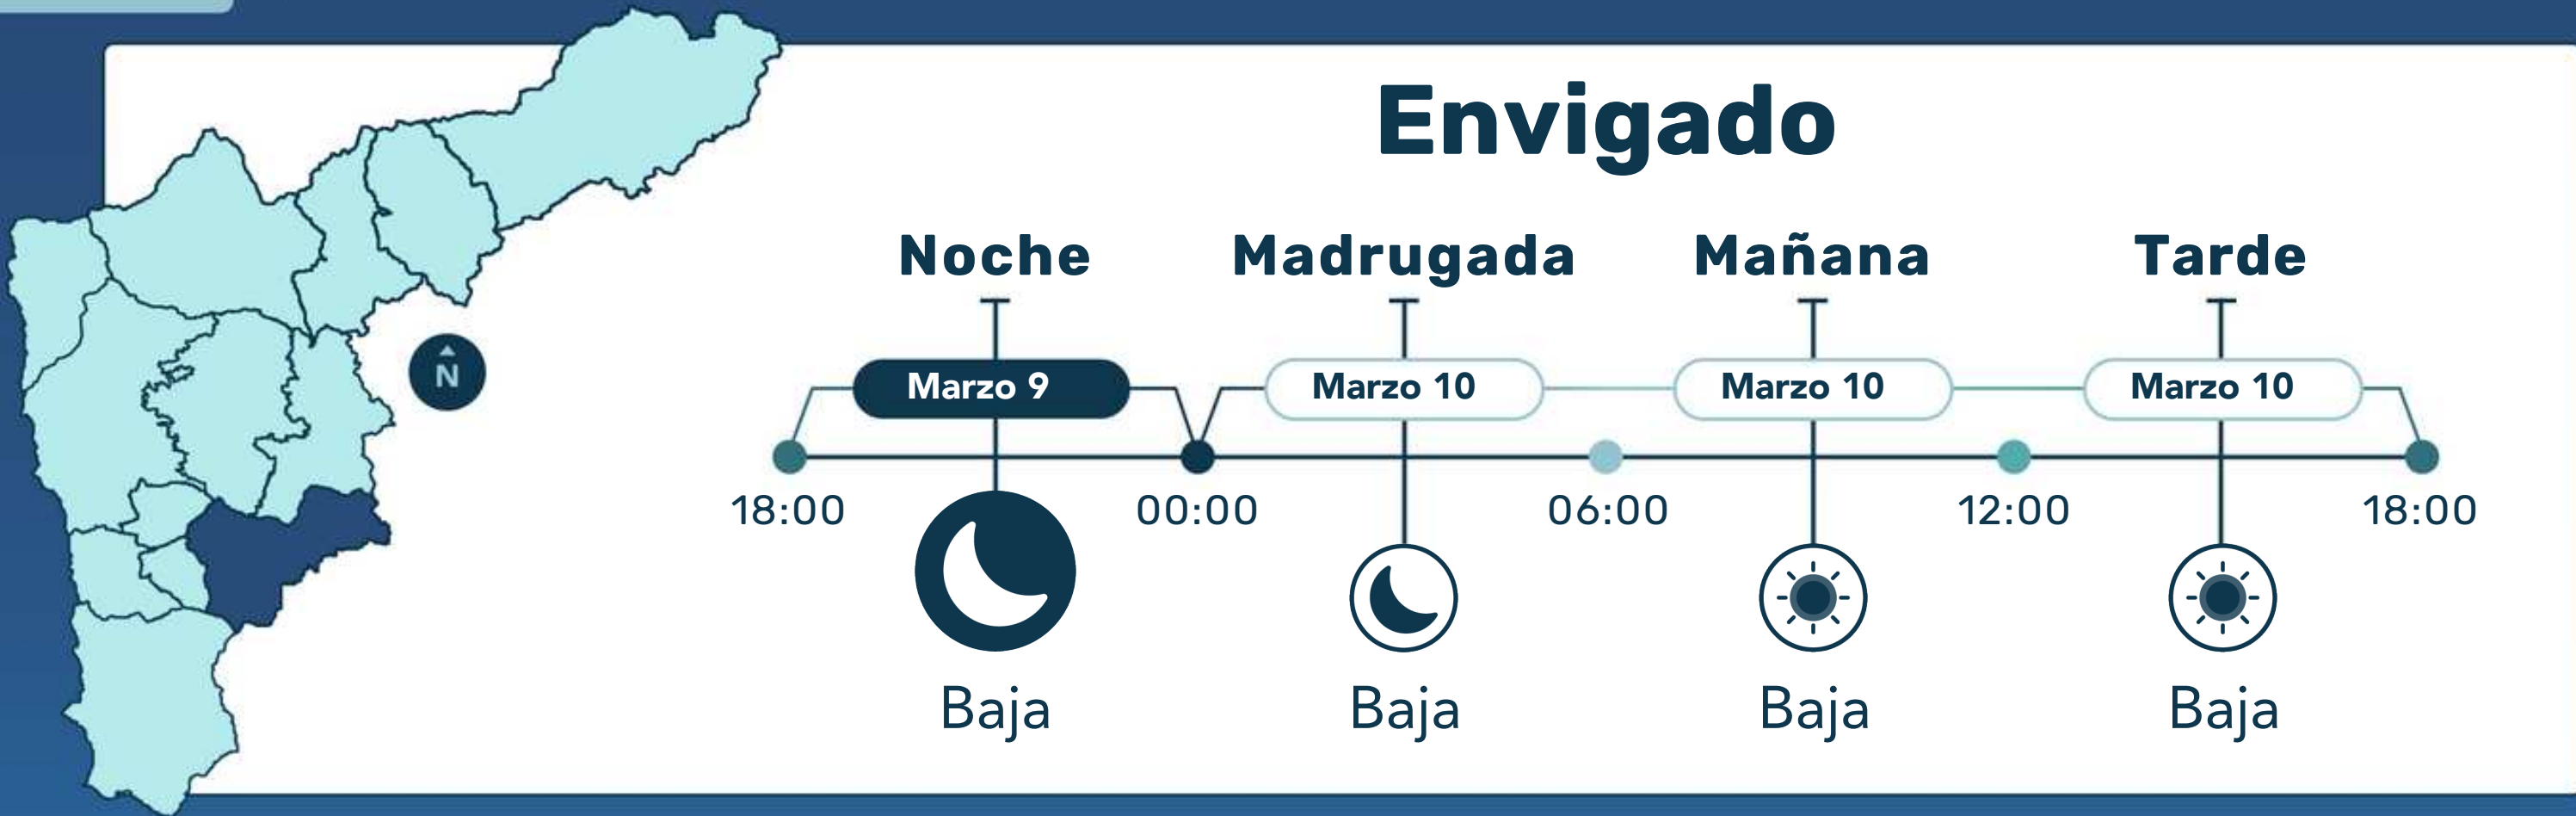 Envigado
Noche Madrugada Mañana Tarde
Marzo 9 Marzo 10 Marzo 10 Marzo 10
N
18:00 00:00 06:00 12:00 18:00
Baja Baja Baja Baja